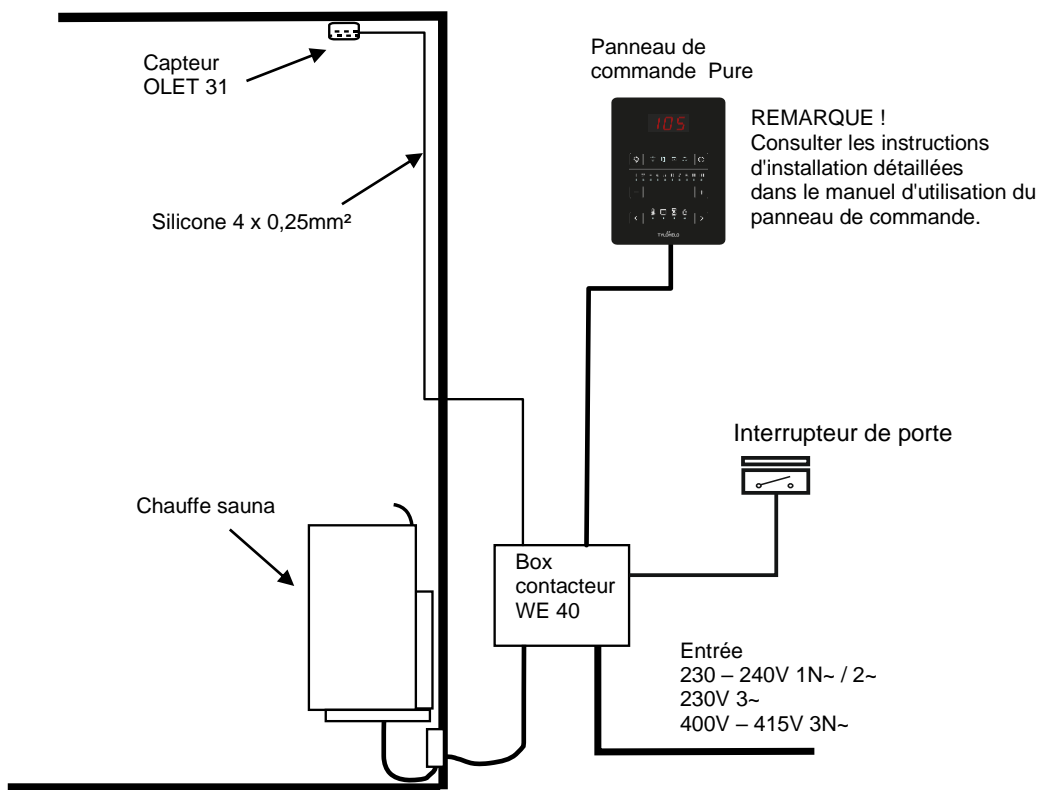 Capteur
OLET 31
Panneau de
commande Pure
105
REMARQUE !
Consulter les instructions
d'installation détaillées
dans le manuel d'utilisation du
panneau de commande.
TYLÖHELO
Silicone 4 x 0,25mm²
Interrupteur de porte
Chauffe sauna
Box
contacteur
WE 40
Entrée
230 – 240V 1N~ / 2~
230V 3~
400V – 415V 3N~